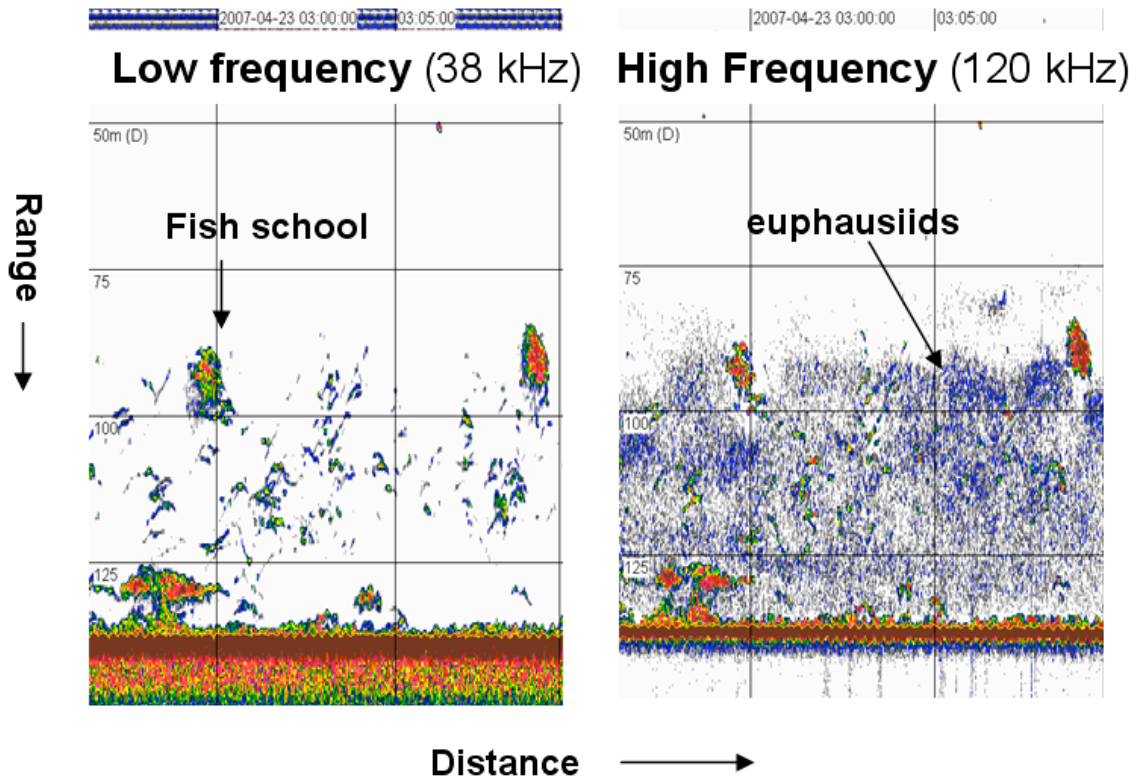 2007-04-23 03:00:00 03:05:00
2007-04-23 03:00:00 03:05:00
Low frequency (38 kHz)
High Frequency (120 kHz)
50m (D)
50m (D)
Range
Fish school
euphausiids
75
75
100
100
125
125
Distance